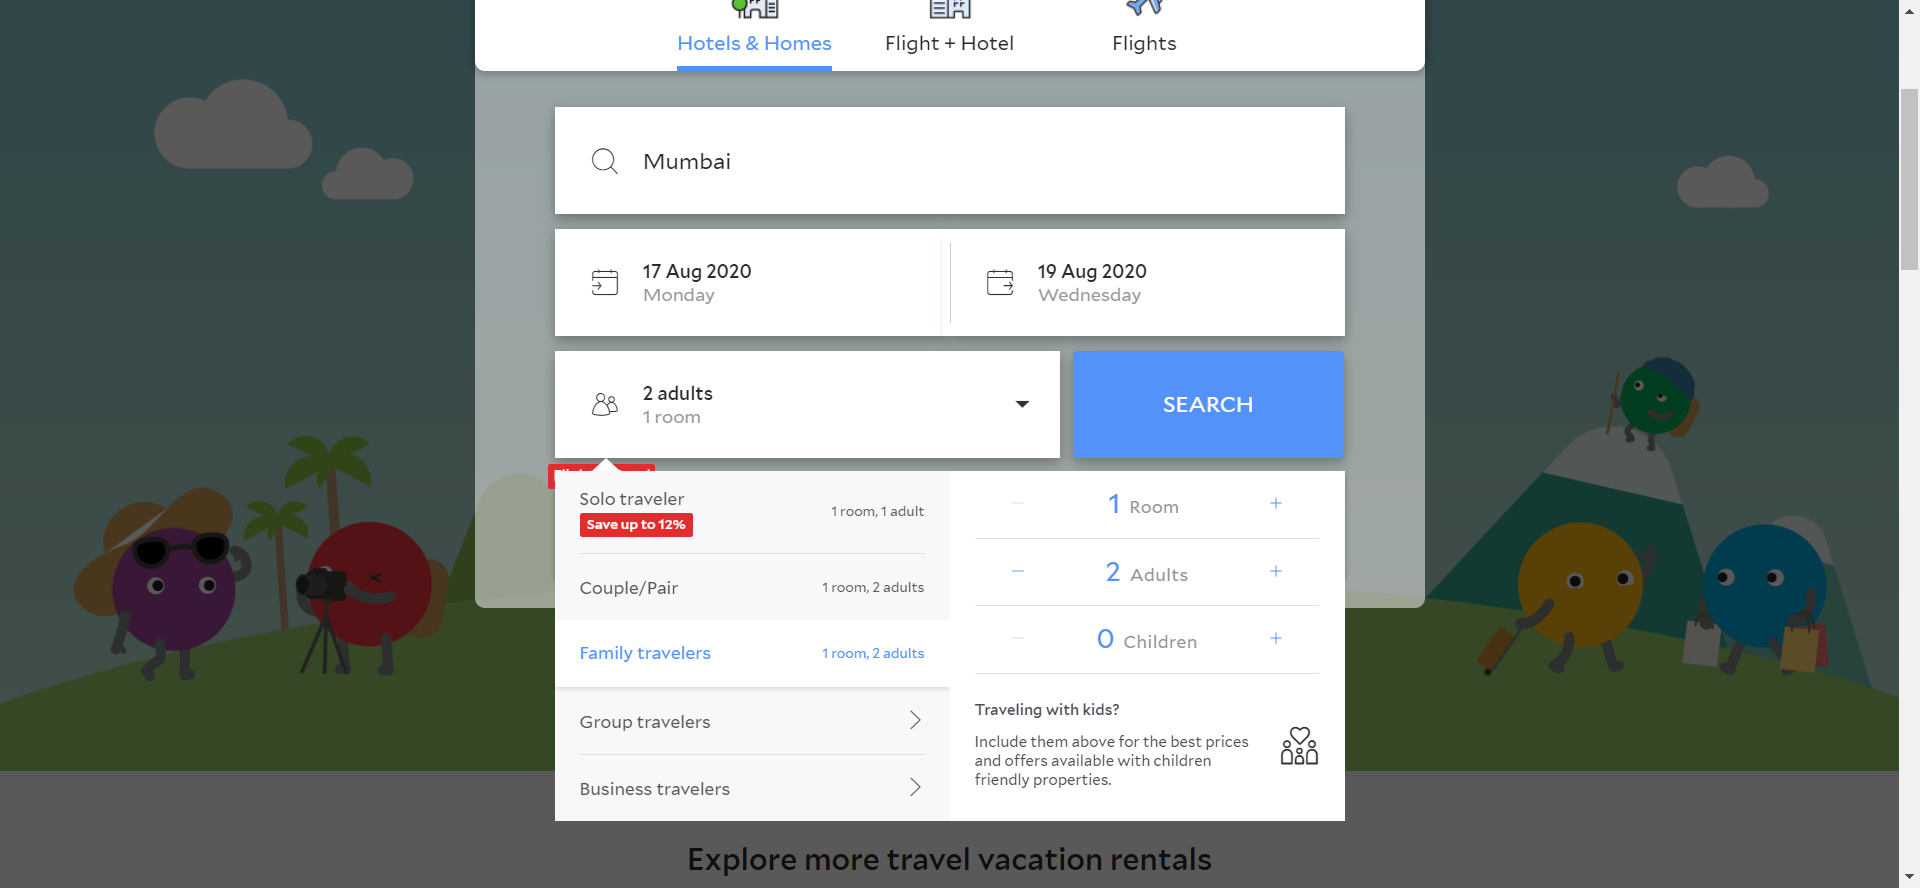 Hotels & Homes
Flight + Hotel
Flights
Mumbai
17 Aug 2020
Monday
19 Aug 2020
Wednesday
2 adults
1 room
SEARCH
Solo traveler
Save up to 12%
1 room, 1 adult
Couple/Pair
1 room, 2 adults
Family travelers
1 room, 2 adults
Group travelers
Business travelers
1 Room
2 Adults
0 Children
Traveling with kids?
Include them above for the best prices
and offers available with children
friendly properties.
Explore more travel vacation rentals